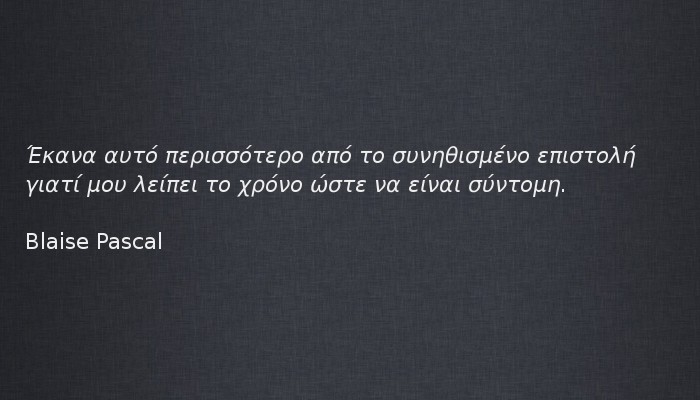 Έκανα αυτό περισσότερο από το συνηθισμένο επιστολή
γιατί μου λείπει το χρόνο ώστε να είναι σύντομη.
Blaise Pascal